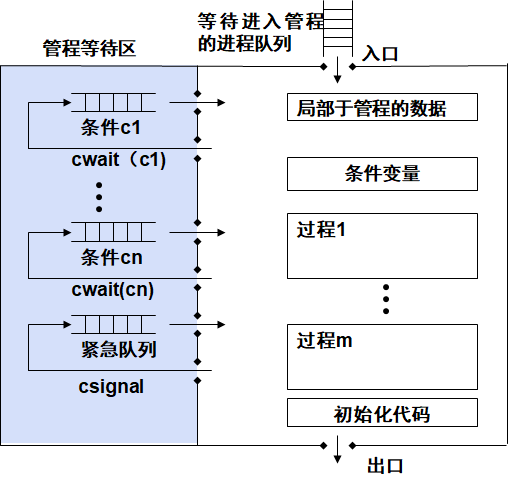 等待进入管程
的进程队列
管程等待区
入口
条件c1
cwait（c1)
条件cn
cwait(cn)
紧急队列
csignal
局部于管程的数据
条件变量
过程1
过程m
初始化代码
出口